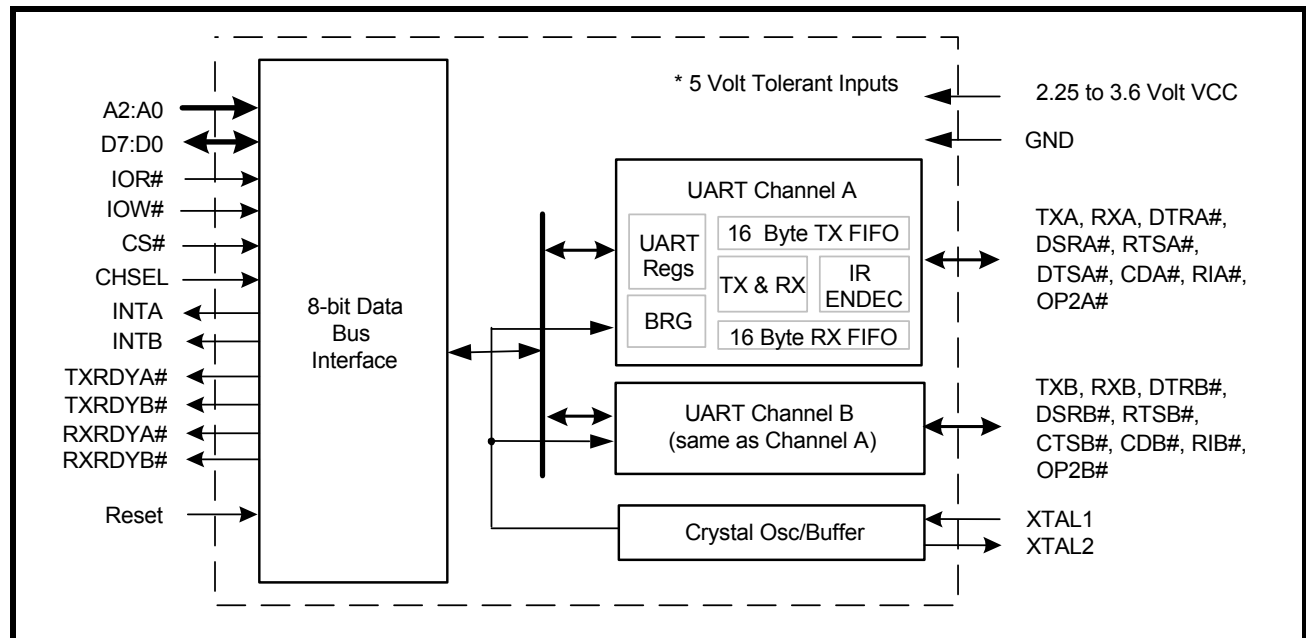 A2:A0
D7:D0
IOR#
IOW#
CS#
CHSEL
INTA
INTB
TXRDYA#
TXRDYB#
RXRDYA#
RXRDYB#
Reset
8-bit Data
Bus
Interface
* 5 Volt Tolerant Inputs
2.25 to 3.6 Volt VCC
GND
UART Channel A
UART
Regs
16 Byte TX FIFO
TX & RX
IR
ENDEC
BRG
16 Byte RX FIFO
TXA, RXA, DTRA#,
DSRA#, RTSA#,
DTSA#, CDA#, RIA#,
OP2A#
UART Channel B
(same as Channel A)
TXB, RXB, DTRB#,
DSRB#, RTSB#,
CTSB#, CDB#, RIB#,
OP2B#
Crystal Osc/Buffer
XTAL1
XTAL2